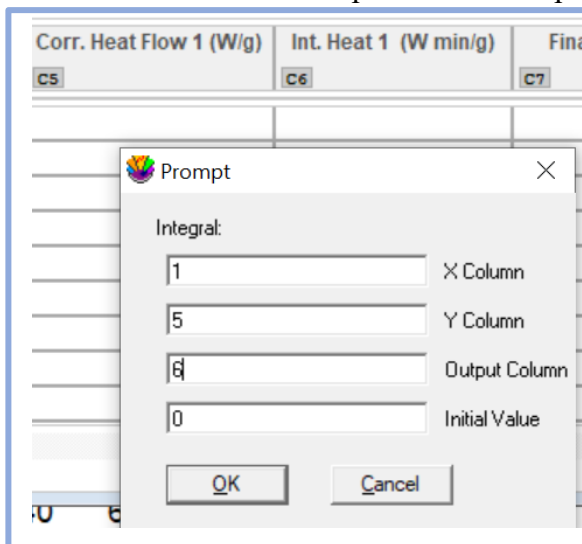 Corr. Heat Flow 1 (W/g) Int. Heat 1 (W min/g) Fina
C5 C6 C7
Prompt
Integral:
1 X Column
5 Y Column
6 Output Column
0 Initial Value
OK Cancel